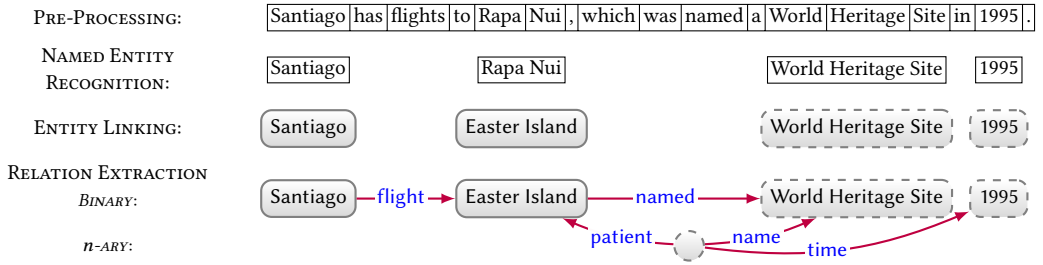 PRE-PROCESSING: Santiago has flights to Rapa Nui , which was named a World Heritage Site in 1995 .
NAMED ENTITY
RECOGNITION: Santiago Rapa Nui World Heritage Site 1995
ENTITY LINKING: Santiago Easter Island World Heritage Site 1995
RELATION EXTRACTION
BINARY: Santiago flight Easter Island named World Heritage Site 1995
n-ARY: patient name time